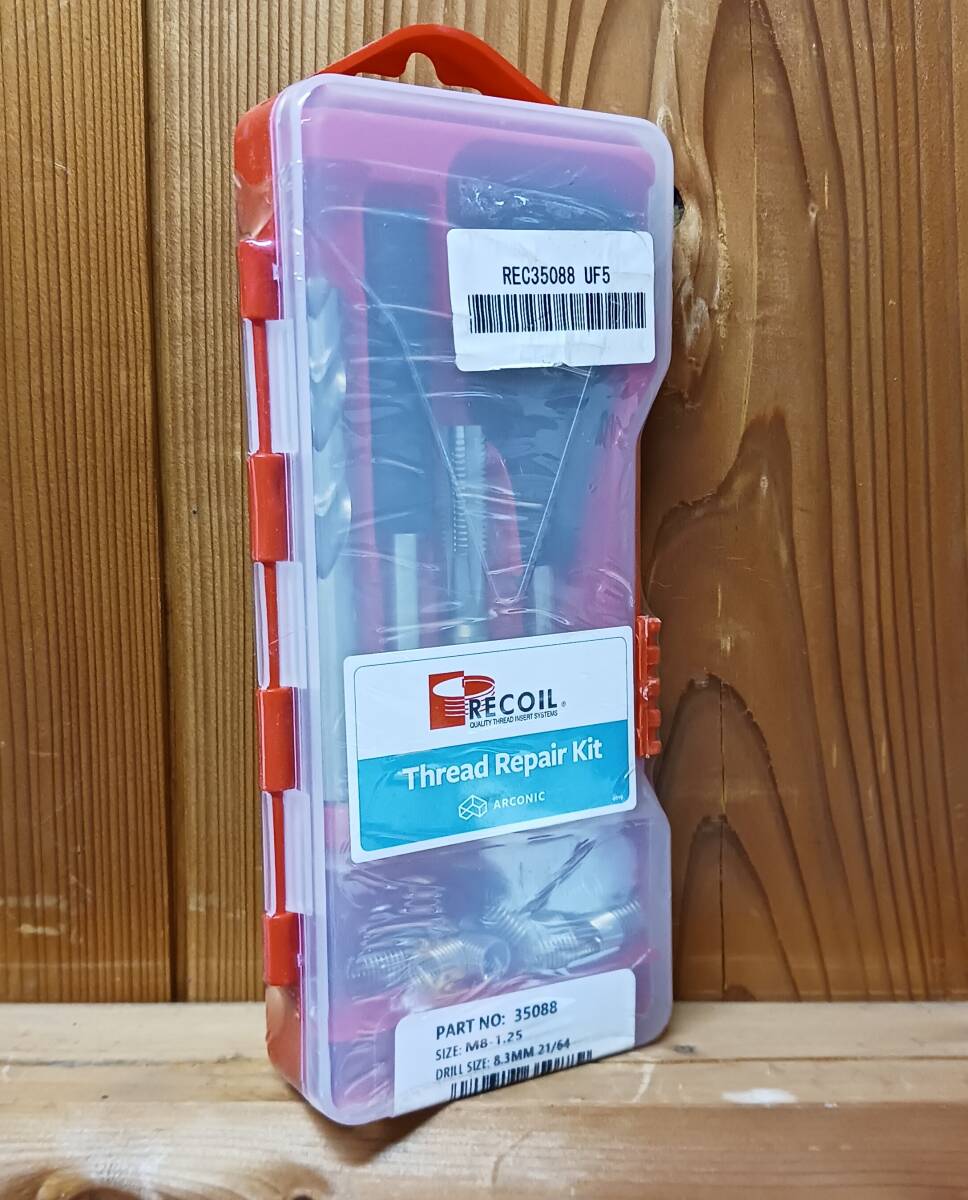 REC35088 UF5
RECOIL®
QUALITY THREAD INSERT SYSTEMS
Thread Repair Kit
ARCONIC
PART NO: 35088
SIZE: M8-1.25
DRILL SIZE: 8.3MM 21/64